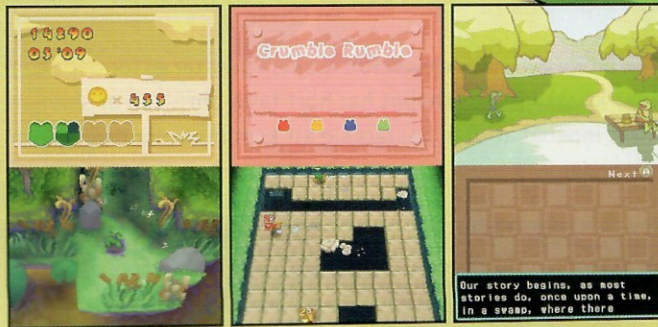 14290
05'09
x 455
Crumble Rumble
Next A
Our story begins, as most
stories do, once upon a time,
in a swamp, where there